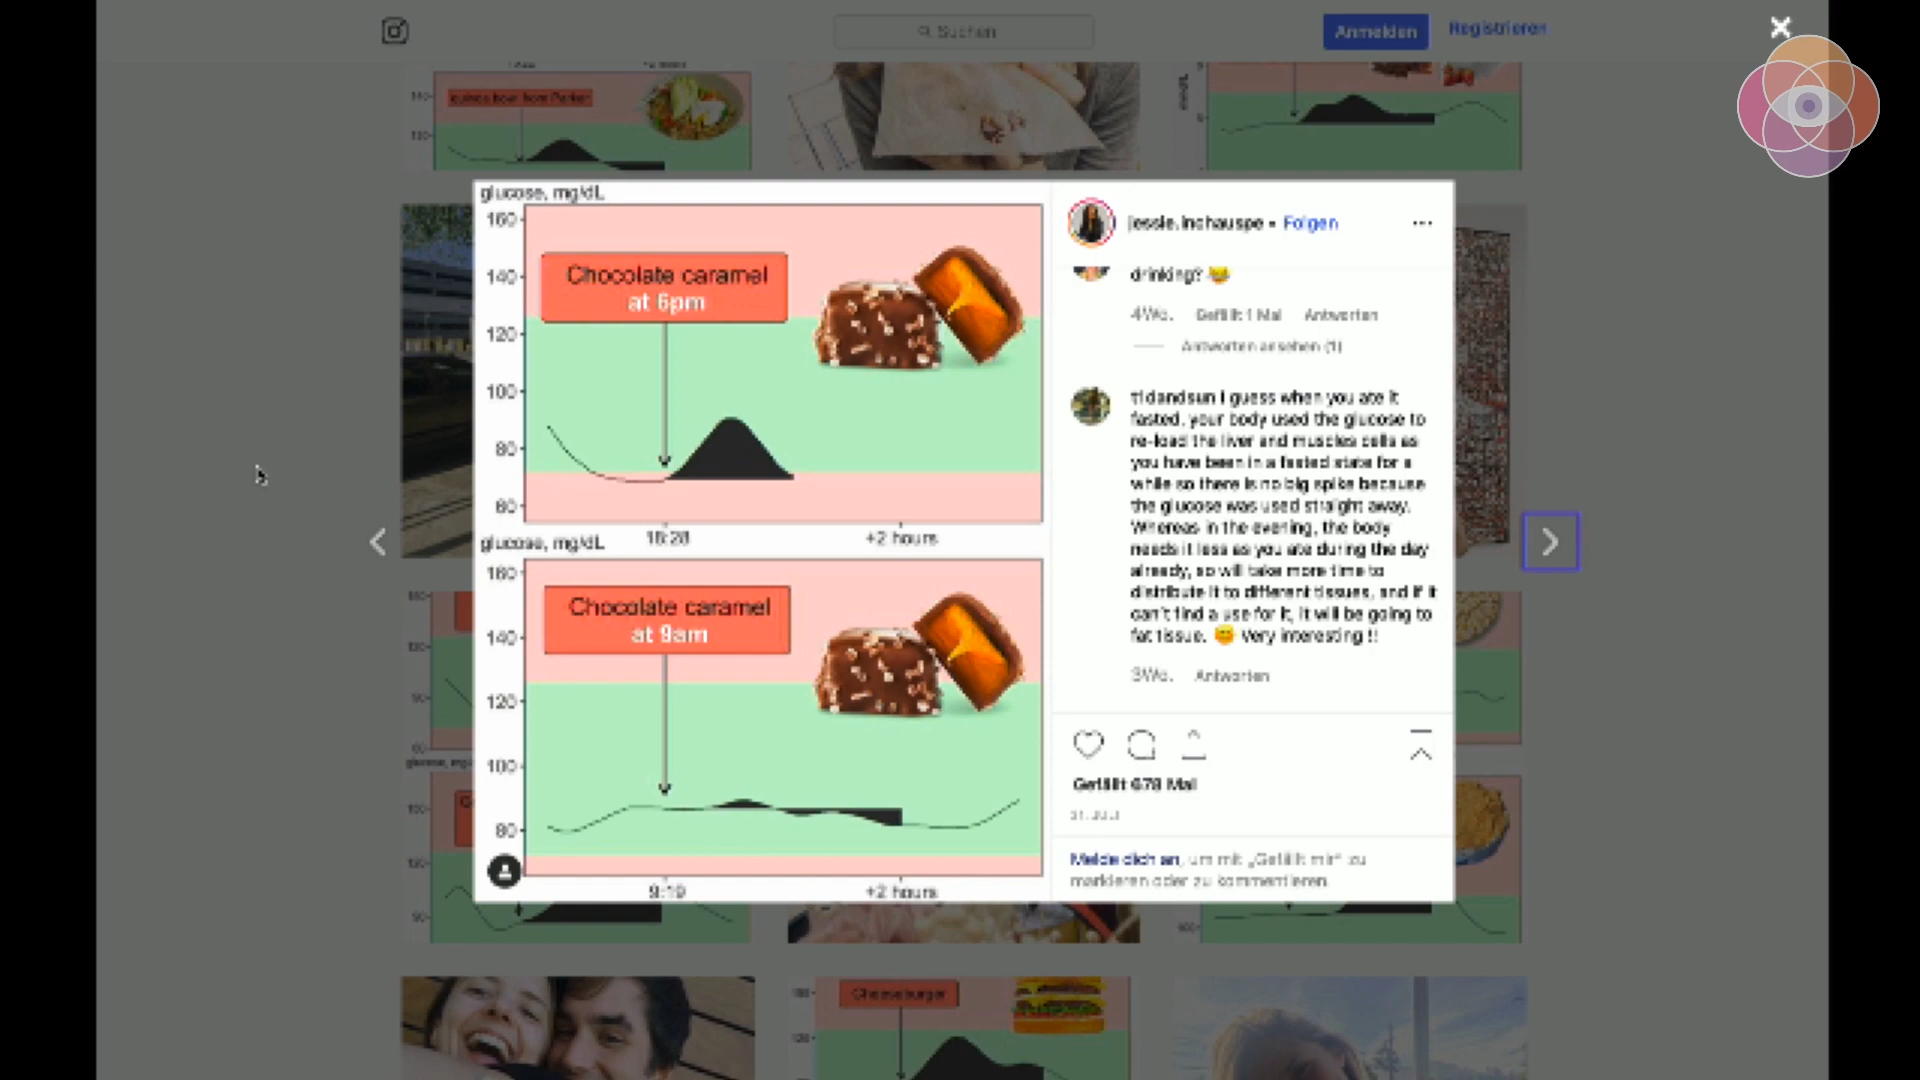 Suchen
Anmelden
Registrieren
quinoa bowl from Parker
glucose, mg/dL
160
140
120
100
80
60
Chocolate caramel
at 6pm
18:28
+2 hours
glucose, mg/dL
160
140
120
100
80
Chocolate caramel
at 9am
9:19
+2 hours
jessie.inchauspe • Folgen
drinking? 😹
4Wo. Gefällt 1 Mal Antworten
Antworten ansehen (1)
I guess when you ate it
fasted, your body used the glucose to
re-load the liver and muscles cells as
you have been in a fasted state for a
while so there is no big spike because
the glucose was used straight away.
Whereas in the evening, the body
needs it less as you ate during the day
already, so will take more time to
distribute it to different tissues, and if it
can't find a use for it, it will be going to
fat tissue. 😊 Very interesting !!
3Wo. Antworten
Gefällt 678 Mal
Melde dich an, um mit „Gefällt mir“ zu
markieren oder zu kommentieren.
Cheeseburger